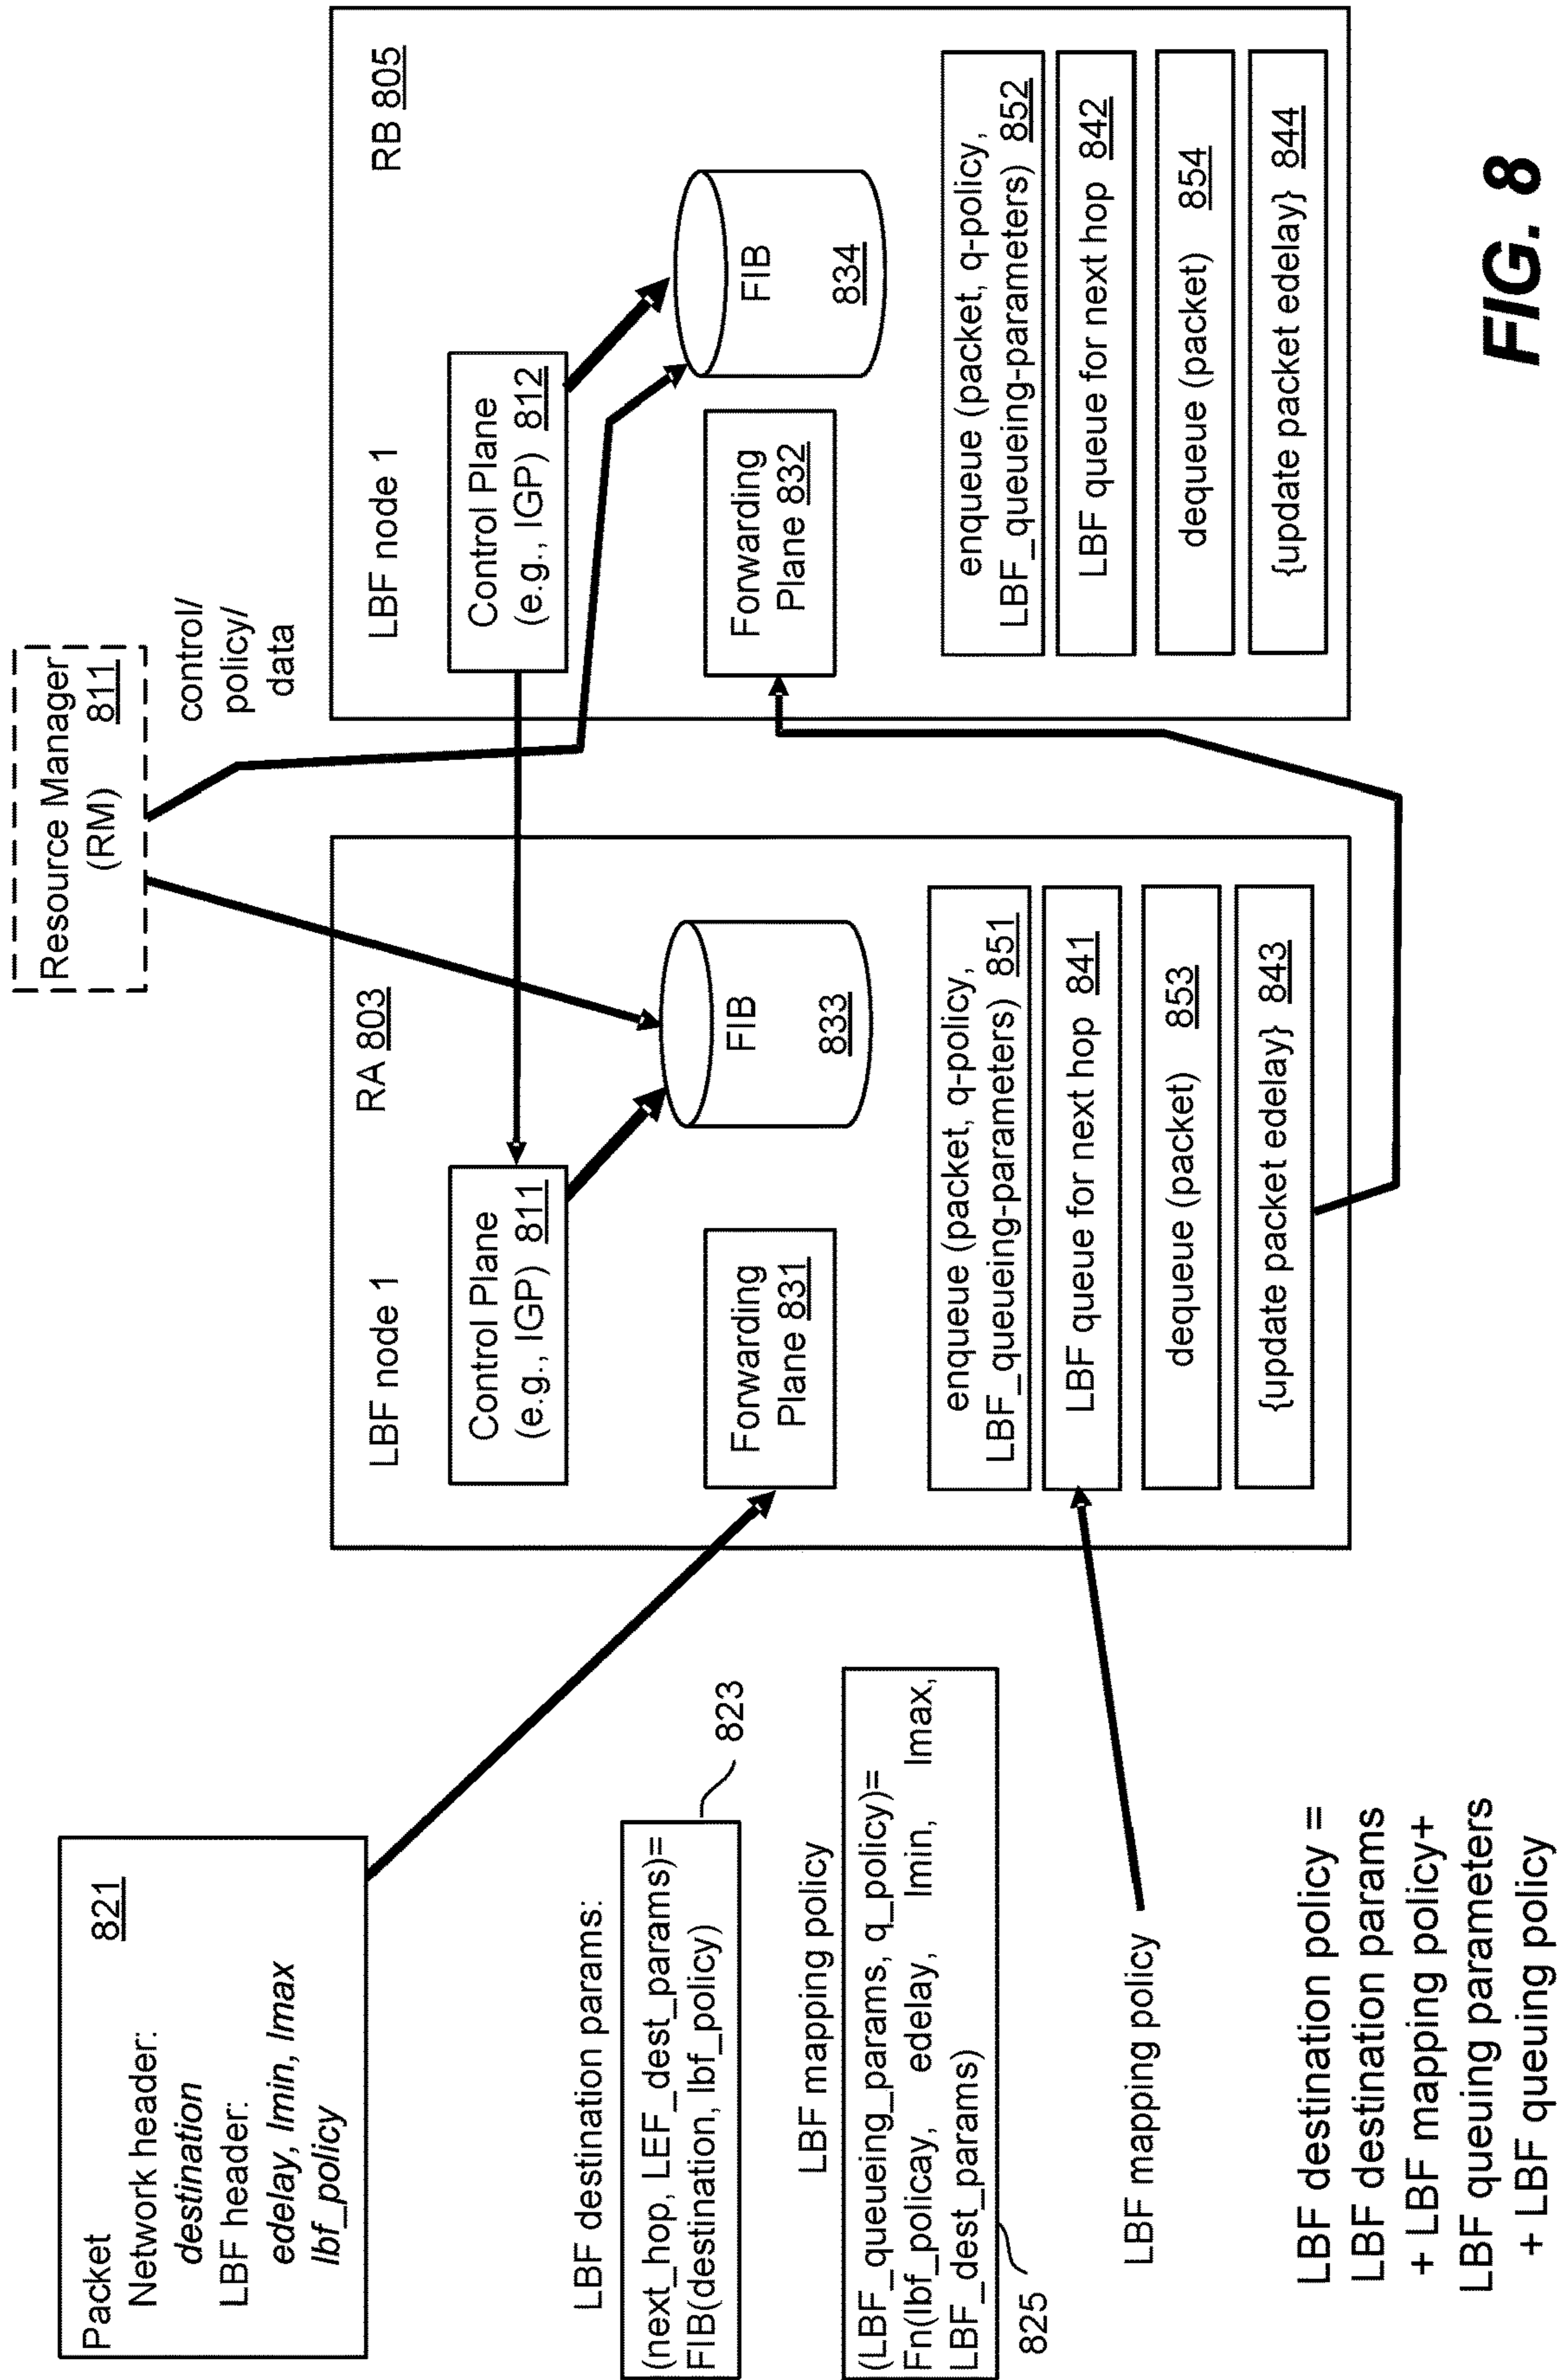 Resource Manager
(RM) 811
control/
policy/
data
Packet 821
Network header:
destination
LBF header:
edelay, lmin, lmax
lbf_policy
LBF destination params:
(next_hop, LEF_dest_params)=
FIB(destination, lbf_policy)
823
LBF mapping policy
(LBF_queueing_params, q_policy)=
Fn(lbf_policay, edelay, lmin, lmax,
LBF_dest_params)
825
LBF mapping policy
LBF destination policy =
LBF destination params
+ LBF mapping policy+
LBF queuing parameters
+ LBF queuing policy
LBF node 1 RA 803
Control Plane
(e.g., IGP) 811
Forwarding
Plane 831
FIB
833
enqueue (packet, q-policy,
LBF_queueing-parameters) 851
LBF queue for next hop 841
dequeue (packet) 853
{update packet edelay} 843
LBF node 1 RB 805
Control Plane
(e.g., IGP) 812
Forwarding
Plane 832
FIB
834
enqueue (packet, q-policy,
LBF_queueing-parameters) 852
LBF queue for next hop 842
dequeue (packet) 854
{update packet edelay} 844
FIG. 8